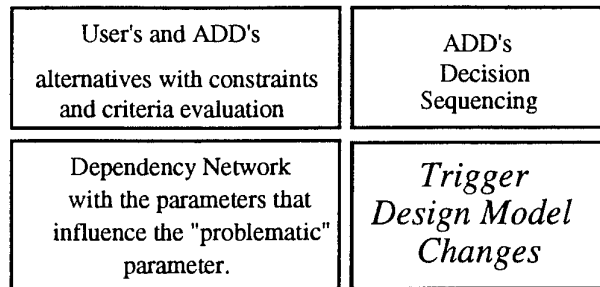 User's and ADD's
alternatives with constraints
and criteria evaluation
ADD's
Decision
Sequencing
Dependency Network
with the parameters that
influence the "problematic"
parameter.
Trigger
Design Model
Changes